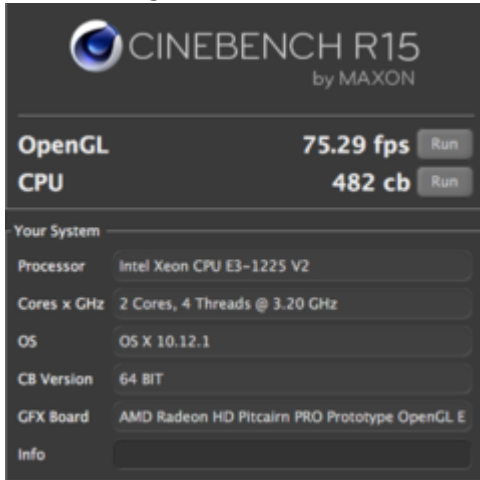 CINEBENCH R15
by MAXON
OpenGL 75.29 fps Run
CPU 482 cb Run
Your System
Processor Intel Xeon CPU E3-1225 V2
Cores x GHz 2 Cores, 4 Threads @ 3.20 GHz
OS OS X 10.12.1
CB Version 64 BIT
GFX Board AMD Radeon HD Pitcairn PRO Prototype OpenGL E
Info